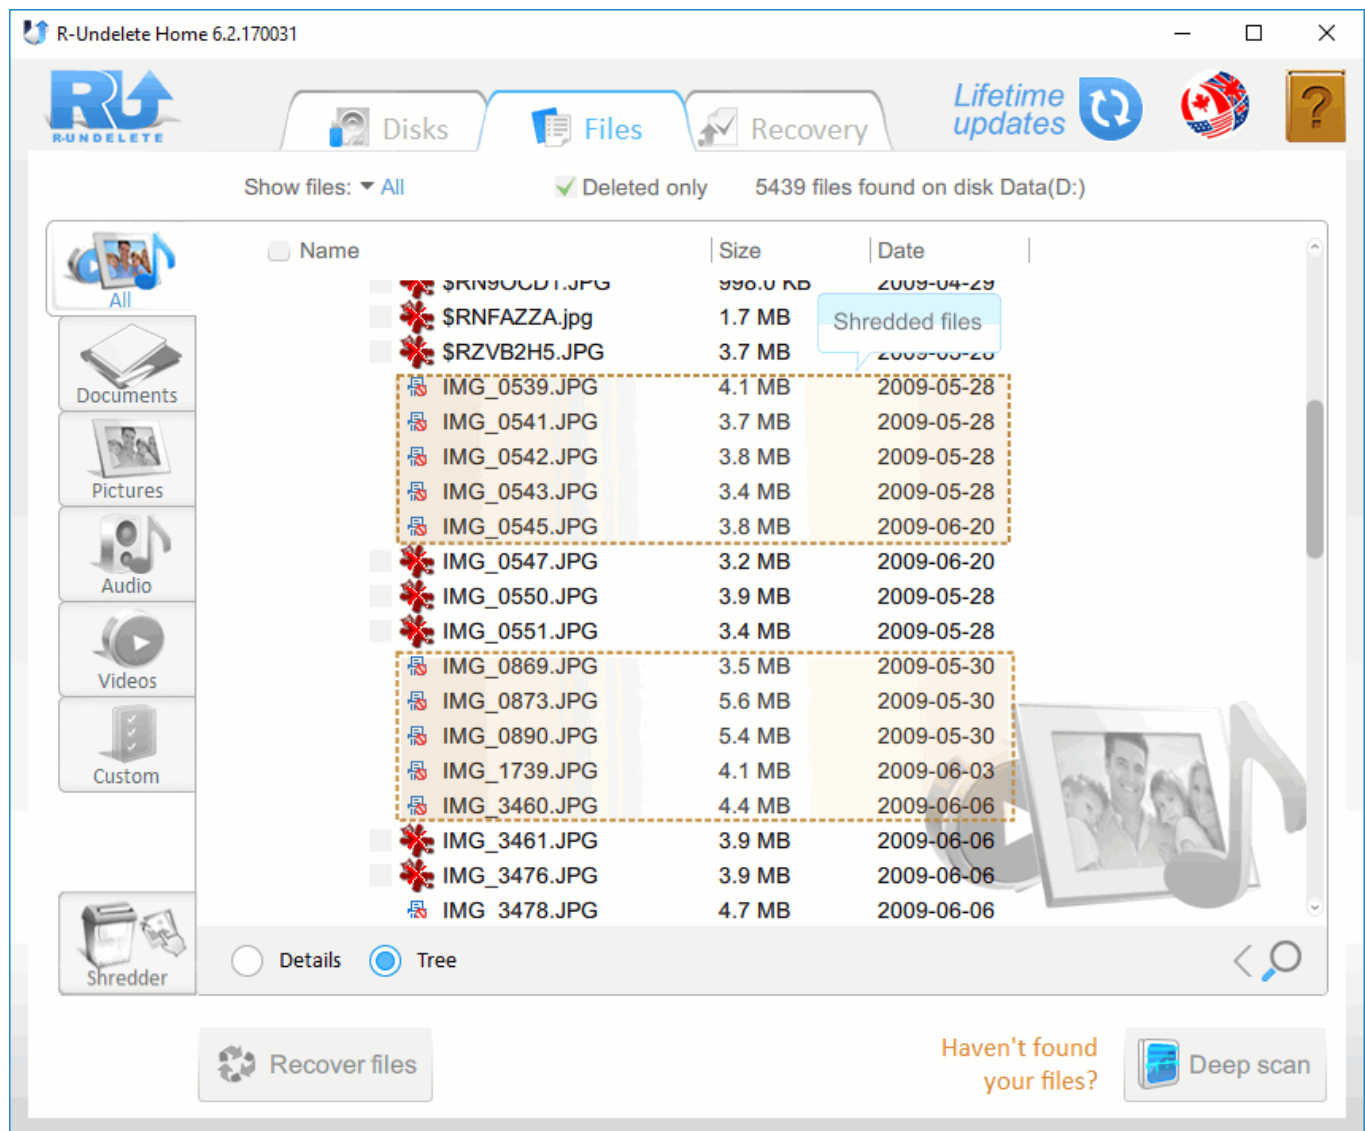 R-Undelete Home 6.2.170031
RU
R-UNDELETE
Disks
Files
Recovery
Lifetime
updates
?
Show files: All
Deleted only
5439 files found on disk Data(D:)
All
Documents
Pictures
Audio
Videos
Custom
Shredder
Name Size Date
998.0 KB 2009-04-29
$RNFAZZA.jpg 1.7 MB
Shredded files
$RZVB2H5.JPG 3.7 MB
IMG_0539.JPG 4.1 MB 2009-05-28
IMG_0541.JPG 3.7 MB 2009-05-28
IMG_0542.JPG 3.8 MB 2009-05-28
IMG_0543.JPG 3.4 MB 2009-05-28
IMG_0545.JPG 3.8 MB 2009-06-20
IMG_0547.JPG 3.2 MB 2009-06-20
IMG_0550.JPG 3.9 MB 2009-05-28
IMG_0551.JPG 3.4 MB 2009-05-28
IMG_0869.JPG 3.5 MB 2009-05-30
IMG_0873.JPG 5.6 MB 2009-05-30
IMG_0890.JPG 5.4 MB 2009-05-30
IMG_1739.JPG 4.1 MB 2009-06-03
IMG_3460.JPG 4.4 MB 2009-06-06
IMG_3461.JPG 3.9 MB 2009-06-06
IMG_3476.JPG 3.9 MB 2009-06-06
IMG 3478.JPG 4.7 MB 2009-06-06
Details
Tree
Recover files
Haven't found
your files?
Deep scan